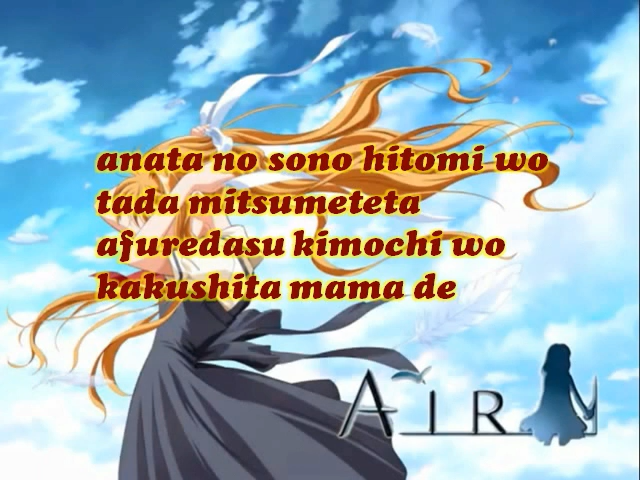 anata no sono hitomi wo
tada mitsumeteta
afuredasu kimochi wo
kakushita mama de
AIR